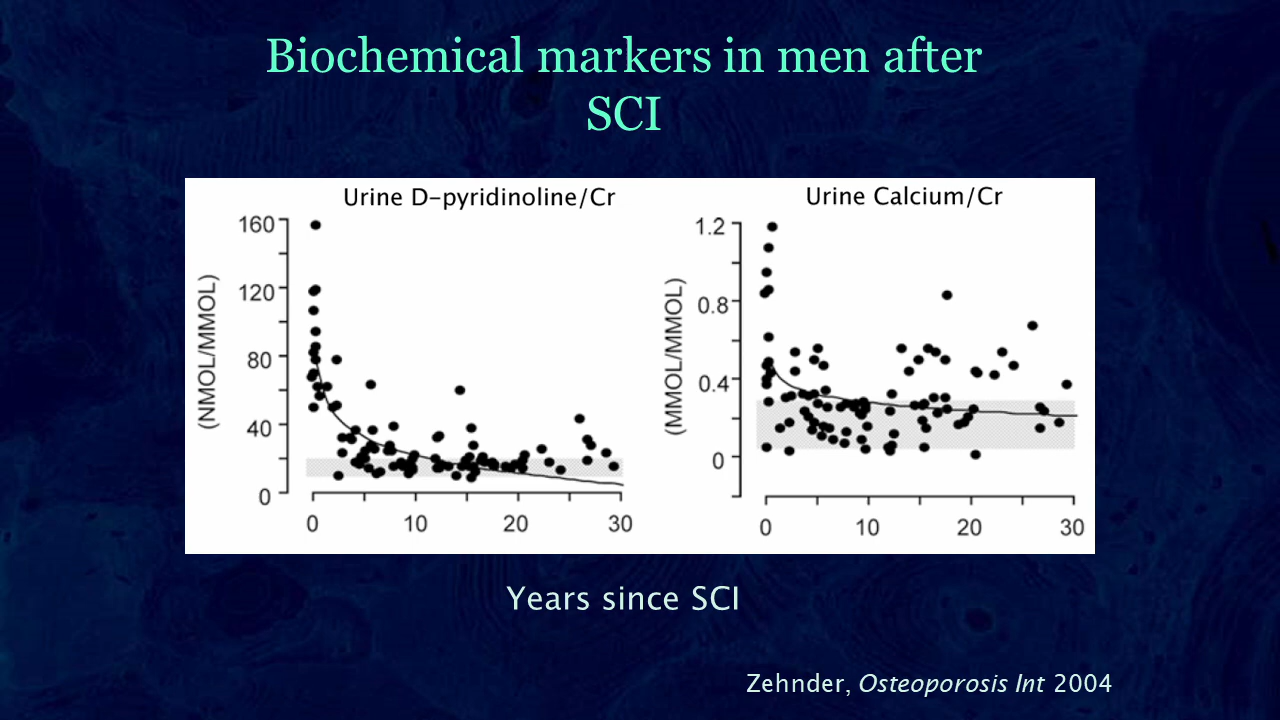 Biochemical markers in men after
SCI
Urine D-pyridinoline/Cr
(NMOL/MMOL)
160
120
80
40
0
0 10 20 30
Urine Calcium/Cr
(MMOL/MMOL)
1.2
0.8
0.4
0
0 10 20 30
Years since SCI
Zehnder, Osteoporosis Int 2004